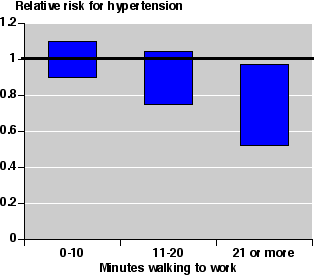 Relative risk for hypertension
1.2
1
0.8
0.6
0.4
0.2
0
0-10 11-20 21 or more
Minutes walking to work